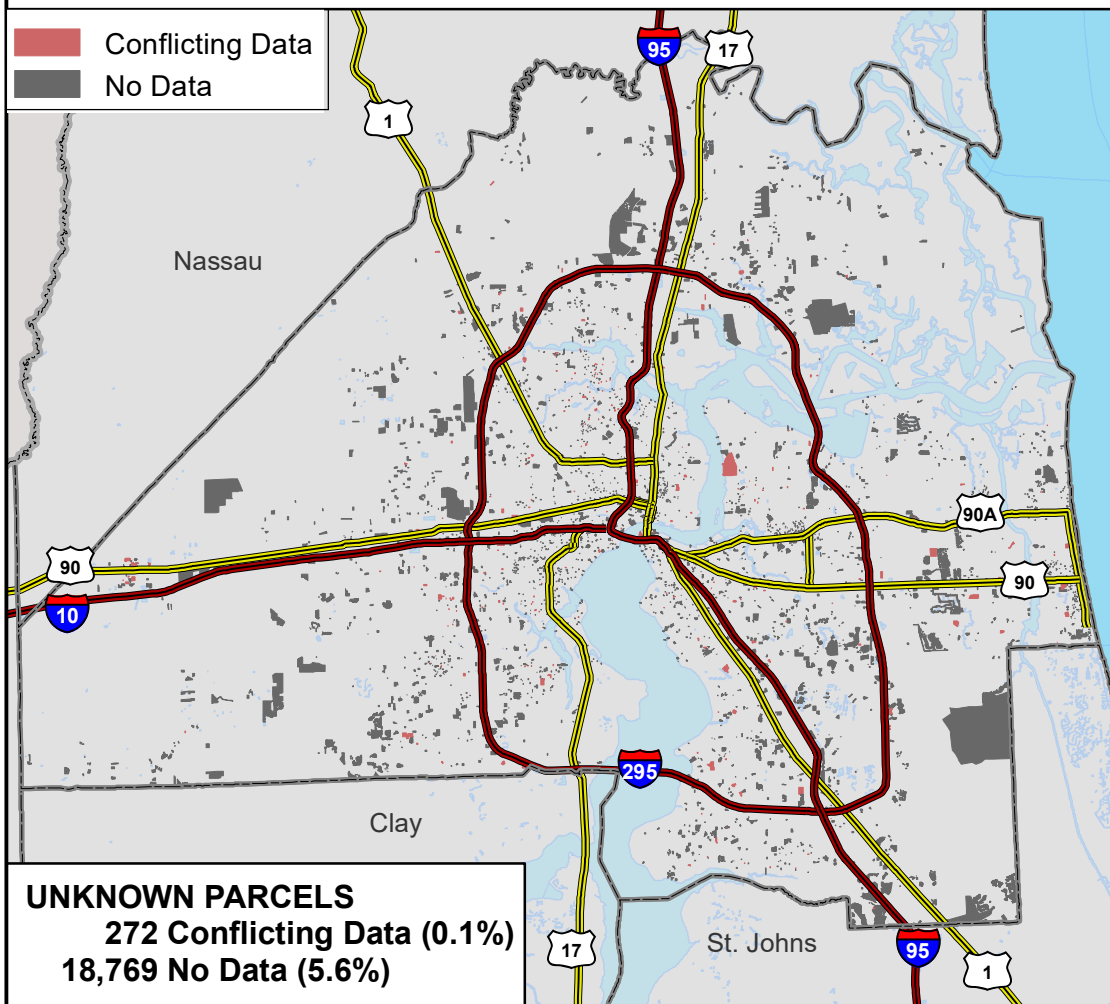 Conflicting Data
No Data
95
17
1
Nassau
90A
90
90
10
295
Clay
UNKNOWN PARCELS
272 Conflicting Data (0.1%)
18,769 No Data (5.6%)
17
St. Johns
95
1